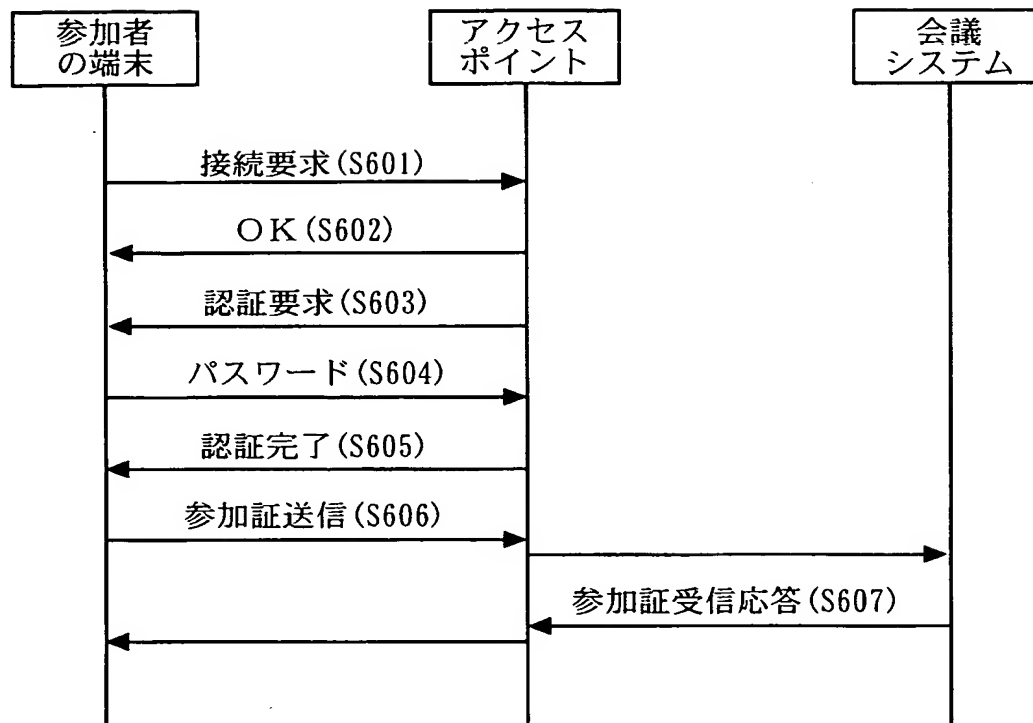 参加者
の端末
アクセス
ポイント
会議
システム
接続要求(S601)
OK(S602)
認証要求(S603)
パスワード(S604)
認証完了(S605)
参加証送信(S606)
参加証受信応答(S607)